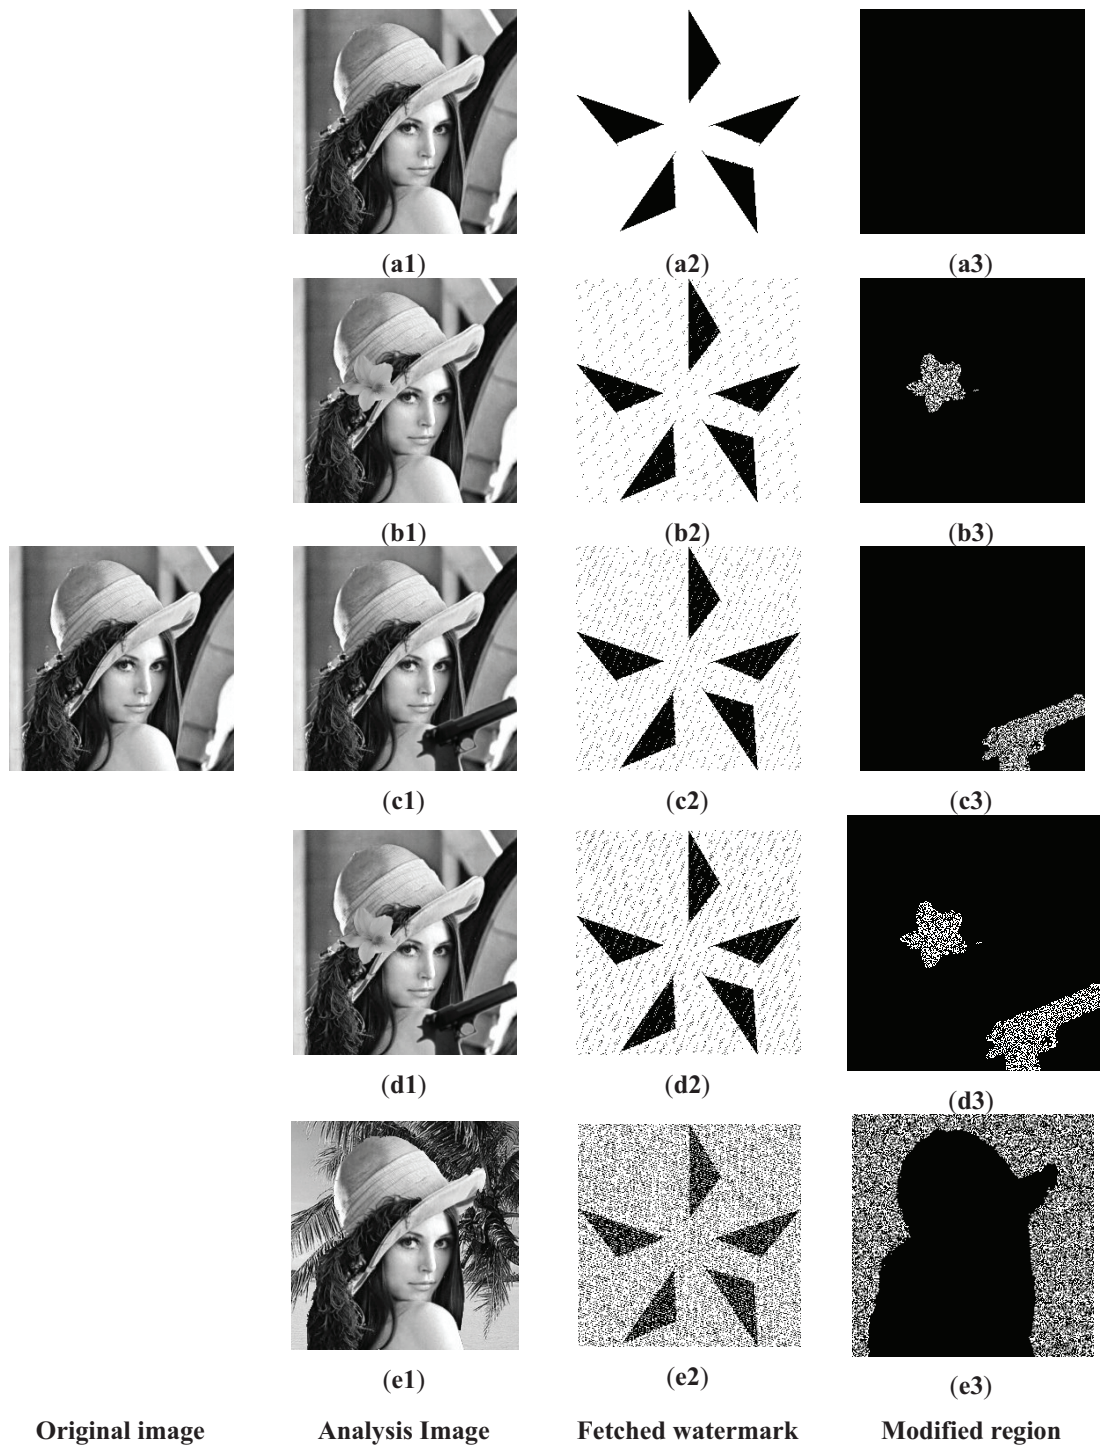 (a1) (a2) (a3)
(b1) (b2) (b3)
(c1) (c2) (c3)
(d1) (d2) (d3)
(e1) (e2) (e3)
Original image Analysis Image Fetched watermark Modified region